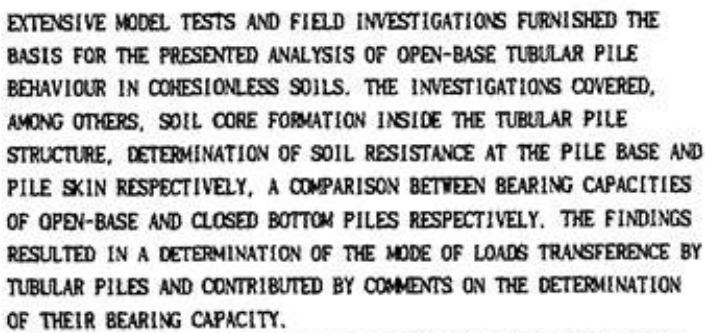 EXTENSIVE MODEL TESTS AND FIELD INVESTIGATIONS FURNISHED THE
BASIS FOR THE PRESENTED ANALYSIS OF OPEN-BASE TUBULAR PILE
BEHAVIOUR IN COHESIONLESS SOILS. THE INVESTIGATIONS COVERED,
AMONG OTHERS, SOIL CORE FORMATION INSIDE THE TUBULAR PILE
STRUCTURE, DETERMINATION OF SOIL RESISTANCE AT THE PILE BASE AND
PILE SKIN RESPECTIVELY, A COMPARISON BETWEEN BEARING CAPACITIES
OF OPEN-BASE AND CLOSED BOTTOM PILES RESPECTIVELY. THE FINDINGS
RESULTED IN A DETERMINATION OF THE MODE OF LOADS TRANSFERENCE BY
TUBULAR PILES AND CONTRIBUTED BY COMMENTS ON THE DETERMINATION
OF THEIR BEARING CAPACITY.